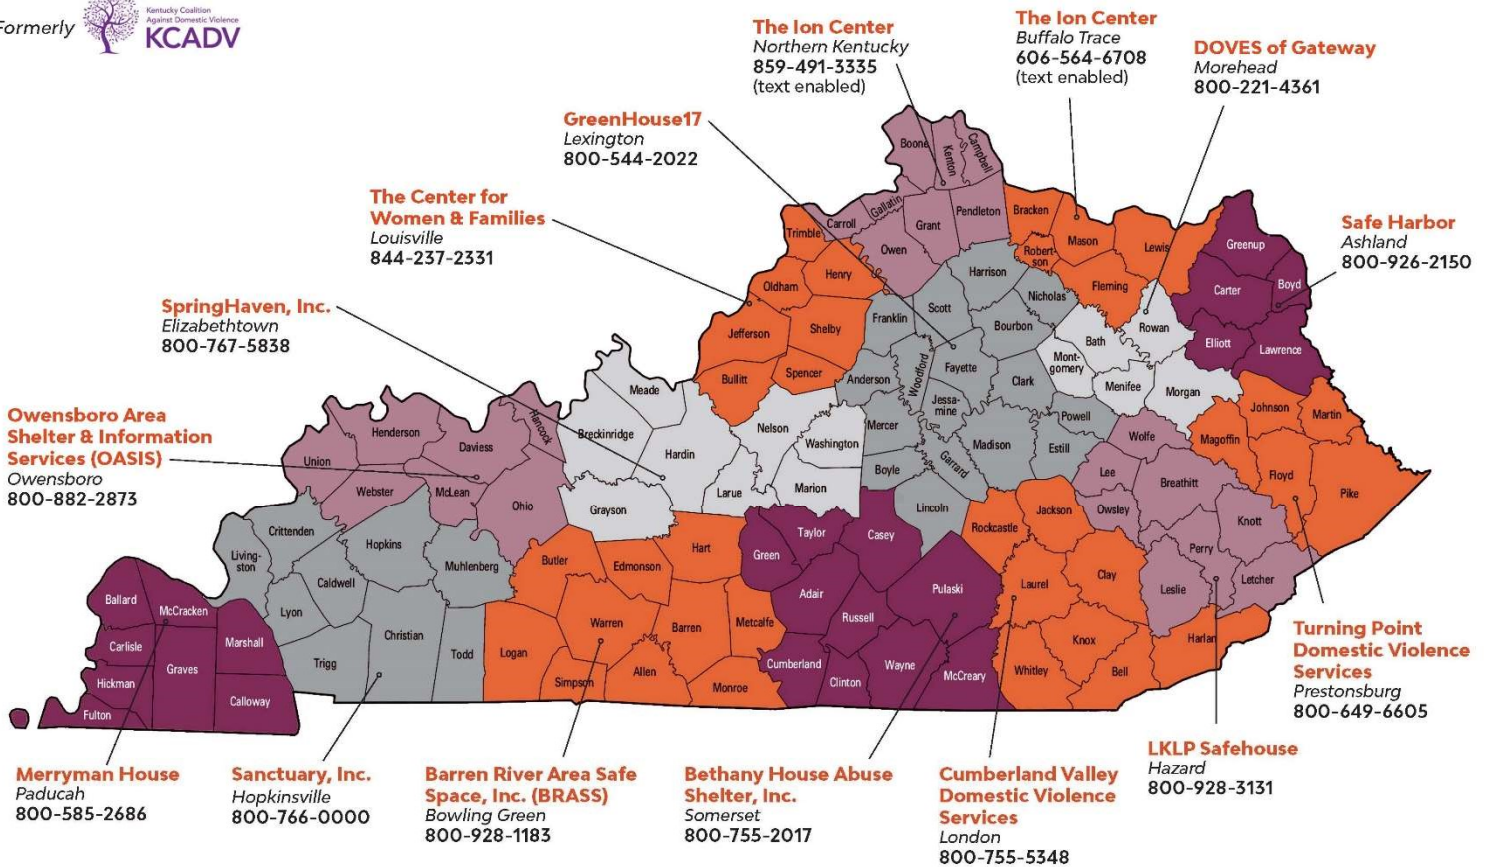 Formerly
Kentucky Coalition
Against Domestic Violence
KCADV
The Ion Center
Northern Kentucky
859-491-3335
(text enabled)
The Ion Center
Buffalo Trace
606-564-6708
(text enabled)
DOVES of Gateway
Morehead
800-221-4361
GreenHouse17
Lexington
800-544-2022
The Center for
Women & Families
Louisville
844-237-2331
Safe Harbor
Ashland
800-926-2150
SpringHaven, Inc.
Elizabethtown
800-767-5838
Owensboro Area
Shelter & Information
Services (OASIS)
Owensboro
800-882-2873
Boone
Kenton
Campbell
Carroll
Gallatin
Grant
Pendleton
Owen
Bracken
Mason
Robert-
son
Lewis
Fleming
Greenup
Carter
Boyd
Elliott
Lawrence
Trimble
Henry
Oldham
Jefferson
Shelby
Bullitt
Spencer
Harrison
Nicholas
Scott
Franklin
Bourbon
Woodford
Fayette
Anderson
Clark
Jessa-
mine
Mercer
Powell
Madison
Estill
Boyle
Garrard
Lincoln
Rowan
Bath
Mont-
gomery
Menifee
Morgan
Johnson
Martin
Magoffin
Floyd
Pike
Wolfe
Lee
Breathitt
Owsley
Knott
Perry
Leslie
Letcher
Meade
Breckinridge
Hardin
Nelson
Washington
Larue
Marion
Grayson
Hancock
Henderson
Daviess
Union
Webster
McLean
Ohio
Crittenden
Living-
ston
Hopkins
Caldwell
Muhlenberg
Lyon
Christian
Trigg
Todd
Ballard
McCracken
Carlisle
Marshall
Graves
Hickman
Fulton
Calloway
Butler
Edmonson
Hart
Warren
Barren
Metcalfe
Logan
Simpson
Allen
Monroe
Taylor
Green
Casey
Adair
Pulaski
Russell
Cumberland
Clinton
Wayne
McCreary
Rockcastle
Jackson
Laurel
Clay
Knox
Whitley
Bell
Harlan
Turning Point
Domestic Violence
Services
Prestonsburg
800-649-6605
LKLP Safehouse
Hazard
800-928-3131
Merryman House
Paducah
800-585-2686
Sanctuary, Inc.
Hopkinsville
800-766-0000
Barren River Area Safe
Space, Inc. (BRASS)
Bowling Green
800-928-1183
Bethany House Abuse
Shelter, Inc.
Somerset
800-755-2017
Cumberland Valley
Domestic Violence
Services
London
800-755-5348